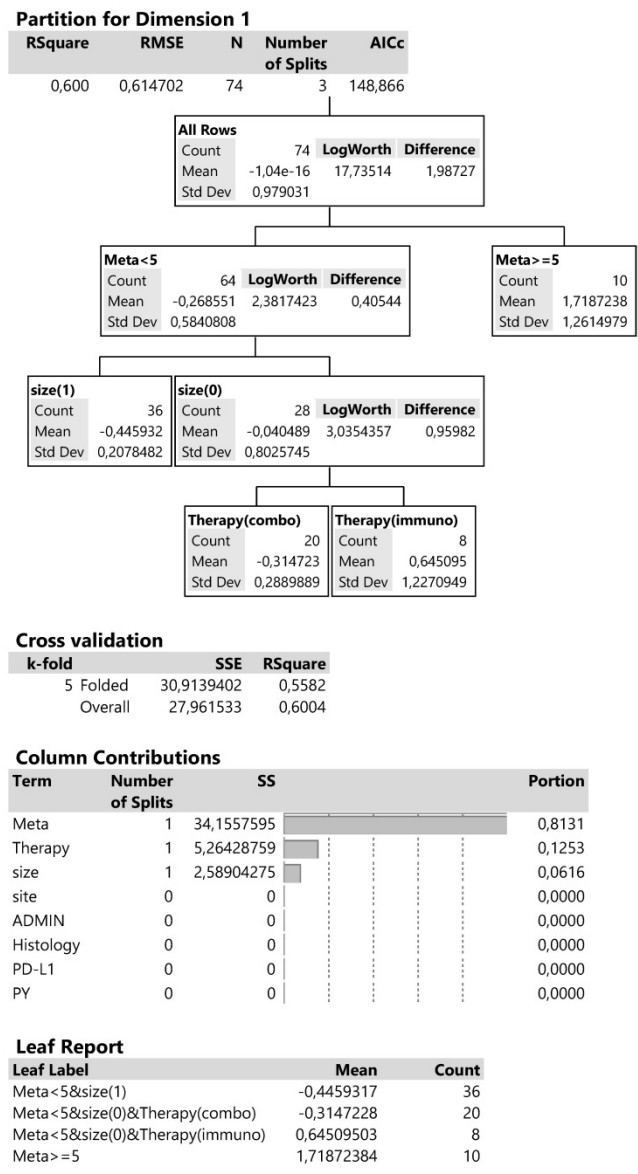 Partition for Dimension 1
RSquare RMSE N Number of Splits AICc
0,600 0,614702 74 3 148,866
All Rows
Count 74 LogWorth Difference
Mean -1,04e-16 17,73514 1,98727
Std Dev 0,979031
Meta<5
Count 64 LogWorth Difference
Mean -0,268551 2,3817423 0,40544
Std Dev 0,5840808
Meta>=5
Count 10
Mean 1,7187238
Std Dev 1,2614979
size(1)
Count 36
Mean -0,445932
Std Dev 0,2078482
size(0)
Count 28 LogWorth Difference
Mean -0,040489 3,0354357 0,95982
Std Dev 0,8025745
Therapy(combo)
Count 20
Mean -0,314723
Std Dev 0,2889889
Therapy(immuno)
Count 8
Mean 0,645095
Std Dev 1,2270949
Cross validation
k-fold SSE RSquare
5 Folded 30,9139402 0,5582
Overall 27,961533 0,6004
Column Contributions
Term Number of Splits SS Portion
Meta 1 34,1557595 0,8131
Therapy 1 5,26428759 0,1253
size 1 2,58904275 0,0616
site 0 0 0,0000
ADMIN 0 0 0,0000
Histology 0 0 0,0000
PD-L1 0 0 0,0000
PY 0 0 0,0000
Leaf Report
Leaf Label Mean Count
Meta<5&size(1) -0,4459317 36
Meta<5&size(0)&Therapy(combo) -0,3147228 20
Meta<5&size(0)&Therapy(immuno) 0,64509503 8
Meta>=5 1,71872384 10